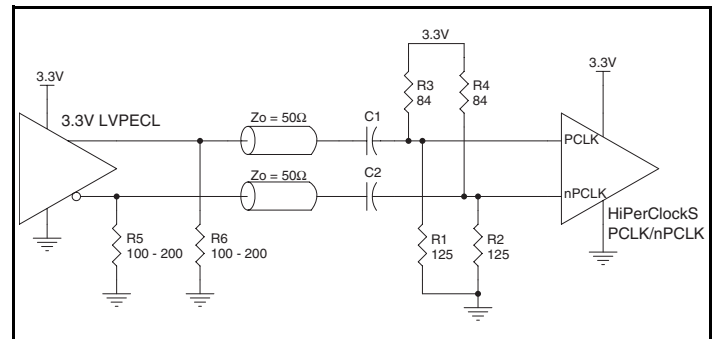 3.3V
3.3V
3.3V
R3
84
R4
84
3.3V LVPECL
Zo = 50Ω
C1
PCLK
Zo = 50Ω
C2
nPCLK
HiPerClockS
PCLK/nPCLK
R5
100 - 200
R6
100 - 200
R1
125
R2
125